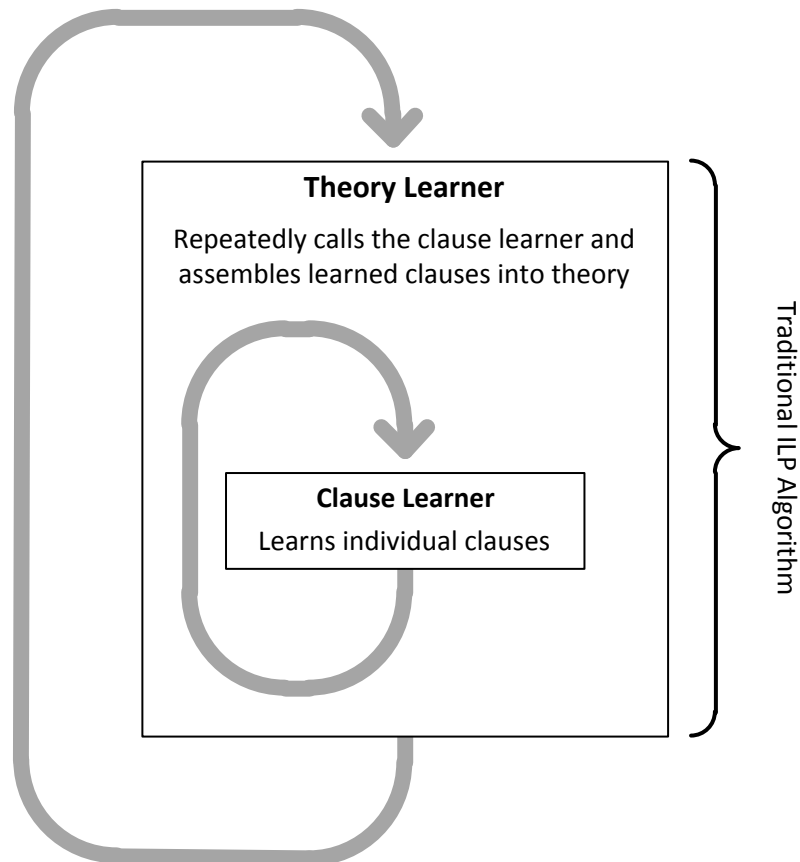 Theory Learner
Repeatedly calls the clause learner and
assembles learned clauses into theory
Clause Learner
Learns individual clauses
Traditional ILP Algorithm